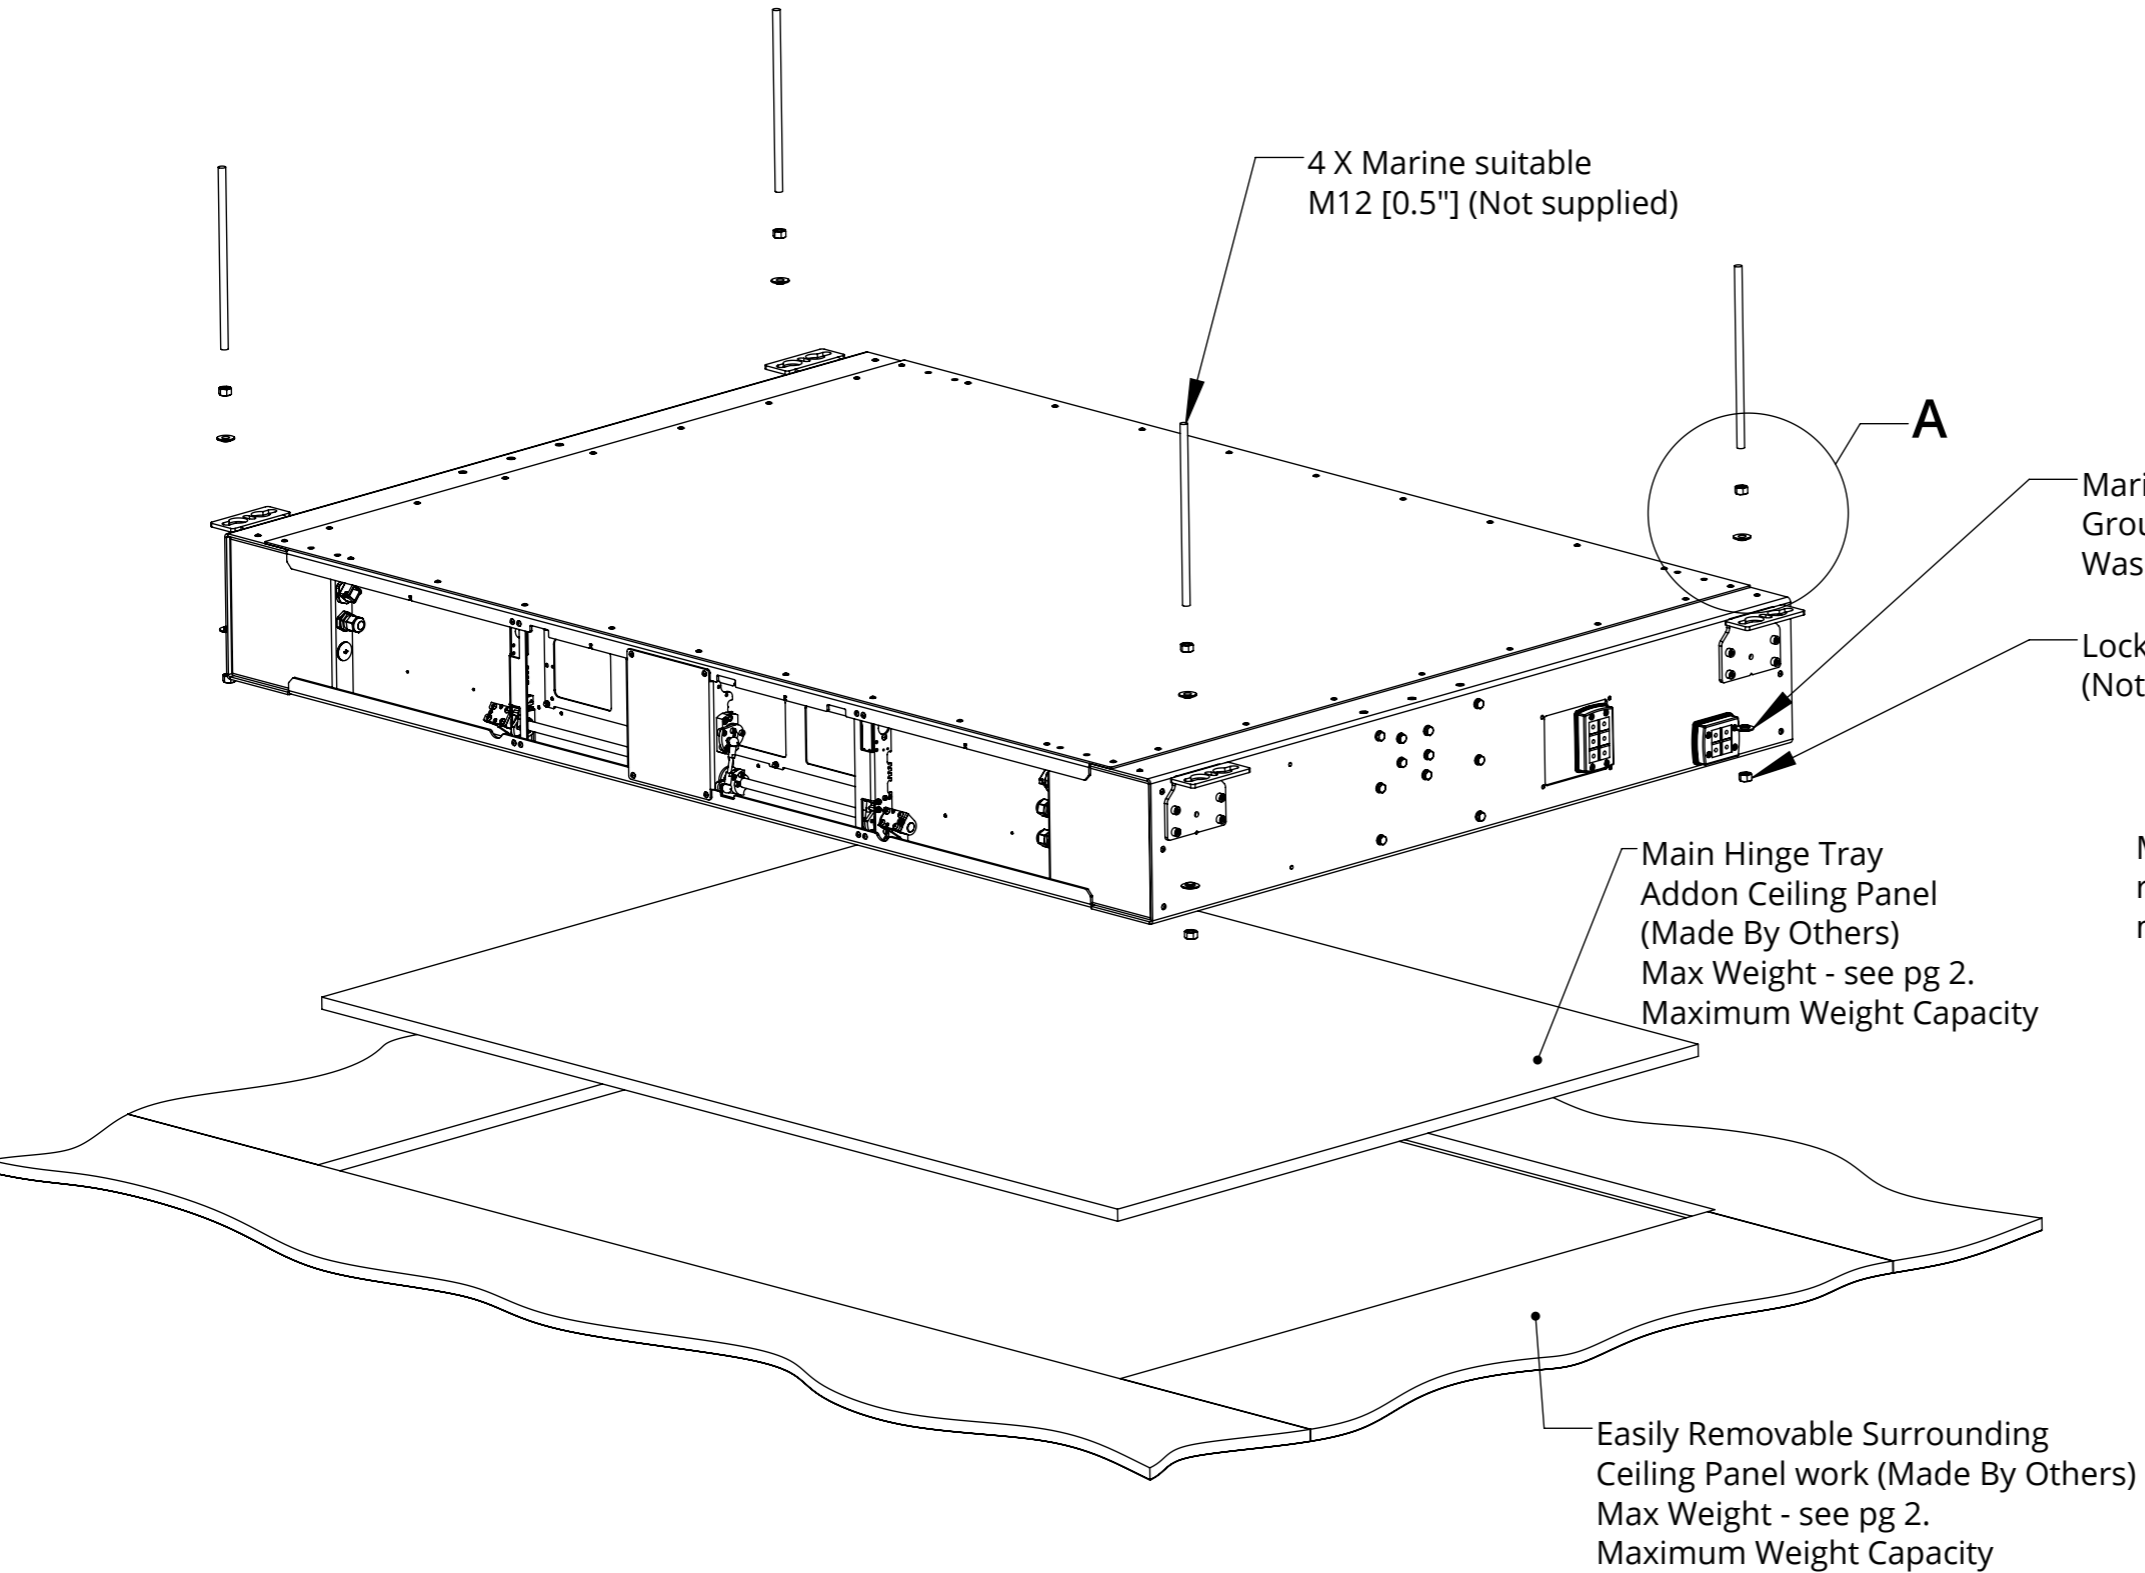 4 X Marine suitable
M12 [0.5"] (Not supplied)
A
Lock
(Not
Main Hinge Tray
Addon Ceiling Panel
(Made By Others)
Max Weight - see pg 2.
Maximum Weight Capacity
Easily Removable Surrounding
Ceiling Panel work (Made By Others)
Max Weight - see pg 2.
Maximum Weight Capacity